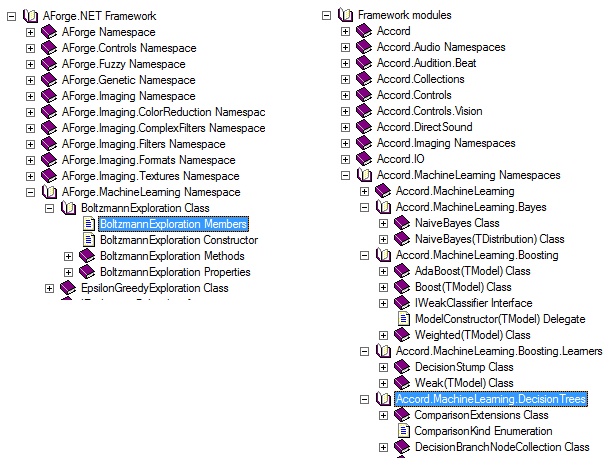 AForge.NET Framework
AForge Namespace
AForge.Controls Namespace
AForge.Fuzzy Namespace
AForge.Genetic Namespace
AForge.Imaging Namespace
AForge.Imaging.ColorReduction Namespac
AForge.Imaging.ComplexFilters Namespace
AForge.Imaging.Filters Namespace
AForge.Imaging.Formats Namespace
AForge.Imaging.Textures Namespace
AForge.MachineLearning Namespace
BoltzmannExploration Class
BoltzmannExploration Members
BoltzmannExploration Constructor
BoltzmannExploration Methods
BoltzmannExploration Properties
EpsilonGreedyExploration Class
Framework modules
Accord
Accord.Audio Namespaces
Accord.Audition.Beat
Accord.Collections
Accord.Controls
Accord.Controls.Vision
Accord.DirectSound
Accord.Imaging Namespaces
Accord.IO
Accord.MachineLearning Namespaces
Accord.MachineLearning
Accord.MachineLearning.Bayes
NaiveBayes Class
NaiveBayes(TDistribution) Class
Accord.MachineLearning.Boosting
AdaBoost(TModel) Class
Boost(TModel) Class
IWeakClassifier Interface
ModelConstructor(TModel) Delegate
Weighted(TModel) Class
Accord.MachineLearning.Boosting.Learners
DecisionStump Class
Weak(TModel) Class
Accord.MachineLearning.DecisionTrees
ComparisonExtensions Class
ComparisonKind Enumeration
DecisionBranchNodeCollection Class